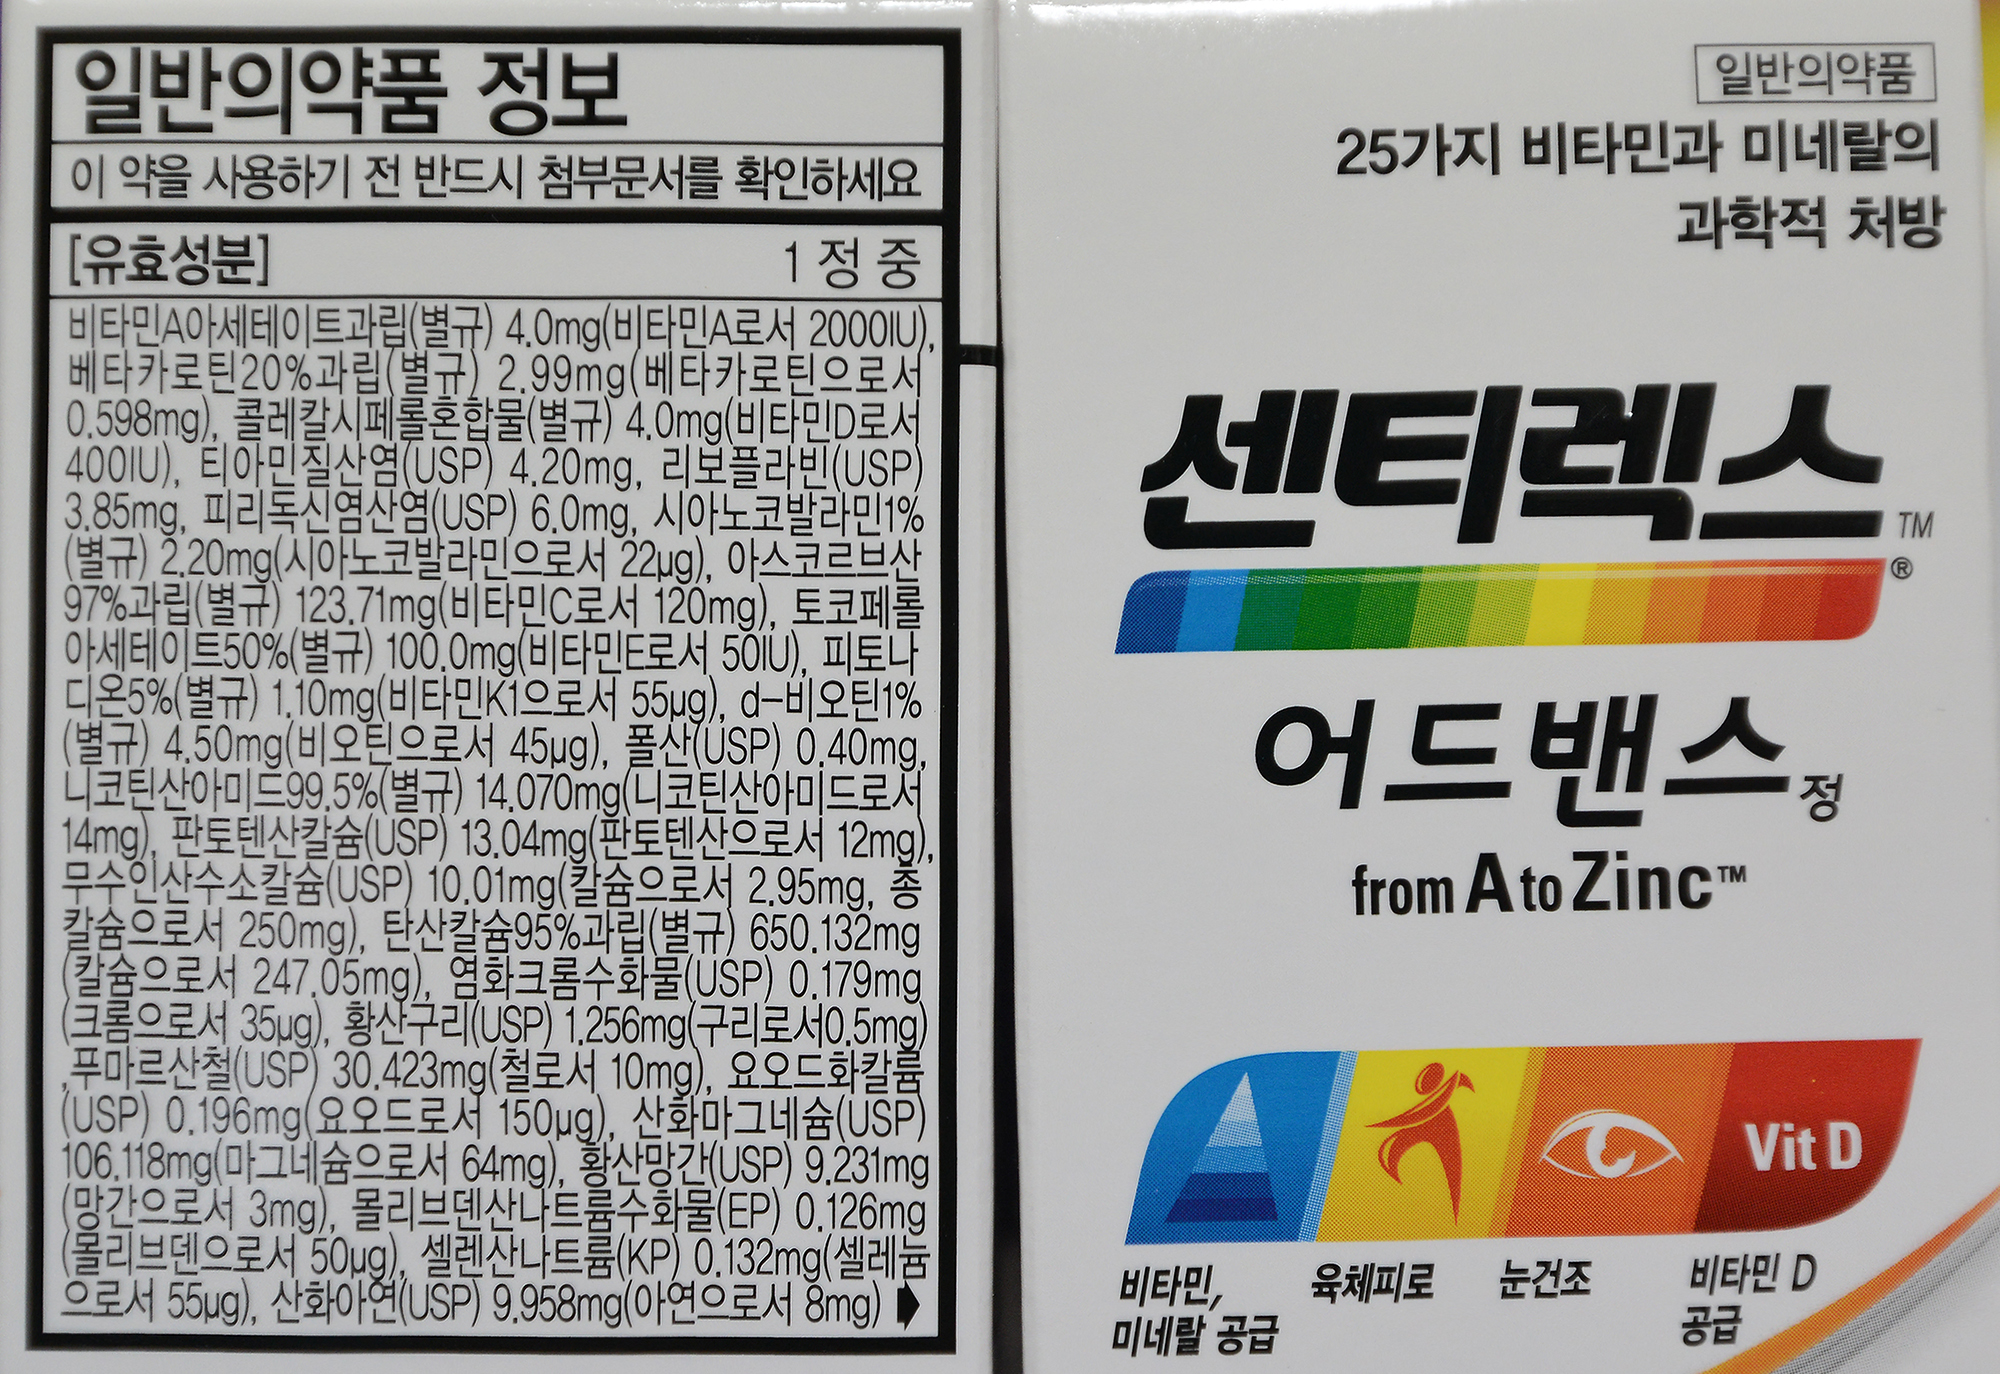 일반의약품 정보
이 약을 사용하기 전 반드시 첨부문서를 확인하세요
[유효성분] 1 정 중
비타민A아세테이트과립(별규) 4.0mg(비타민A로서 2000IU),
베타카로틴20%과립(별규) 2.99mg(베타카로틴으로서
0.598mg), 콜레칼시페롤혼합물(별규) 4.0mg(비타민D로서
400IU), 티아민질산염(USP) 4.20mg, 리보플라빈(USP)
3.85mg, 피리독신염산염(USP) 6.0mg, 시아노코발라민1%
(별규) 2.20mg(시아노코발라민으로서 22µg), 아스코르브산
97%과립(별규) 123.71mg(비타민C로서 120mg), 토코페롤
아세테이트50%(별규) 100.0mg(비타민E로서 50IU), 피토나
디온5%(별규) 1.10mg(비타민K1으로서 55µg), d-비오틴1%
(별규) 4.50mg(비오틴으로서 45µg), 폴산(USP) 0.40mg,
니코틴산아미드99.5%(별규) 14.070mg(니코틴산아미드로서
14mg), 판토텐산칼슘(USP) 13.04mg(판토텐산으로서 12mg),
무수인산수소칼슘(USP) 10.01mg(칼슘으로서 2.95mg, 총
칼슘으로서 250mg), 탄산칼슘95%과립(별규) 650.132mg
(칼슘으로서 247.05mg), 염화크롬수화물(USP) 0.179mg
(크롬으로서 35µg), 황산구리(USP) 1.256mg(구리로서0.5mg)
,푸마르산철(USP) 30.423mg(철로서 10mg), 요오드화칼륨
(USP) 0.196mg(요오드로서 150µg), 산화마그네슘(USP)
106.118mg(마그네슘으로서 64mg), 황산망간(USP) 9.231mg
(망간으로서 3mg), 몰리브덴산나트륨수화물(EP) 0.126mg
(몰리브덴으로서 50µg), 셀렌산나트륨(KP) 0.132mg(셀레늄
으로서 55µg), 산화아연(USP) 9.958mg(아연으로서 8mg)
일반의약품
25가지 비타민과 미네랄의
과학적 처방
센티렉스™
®
어드밴스정
from A to Zinc™
Vit D
비타민, 육체피로 눈건조 비타민 D
미네랄 공급 공급